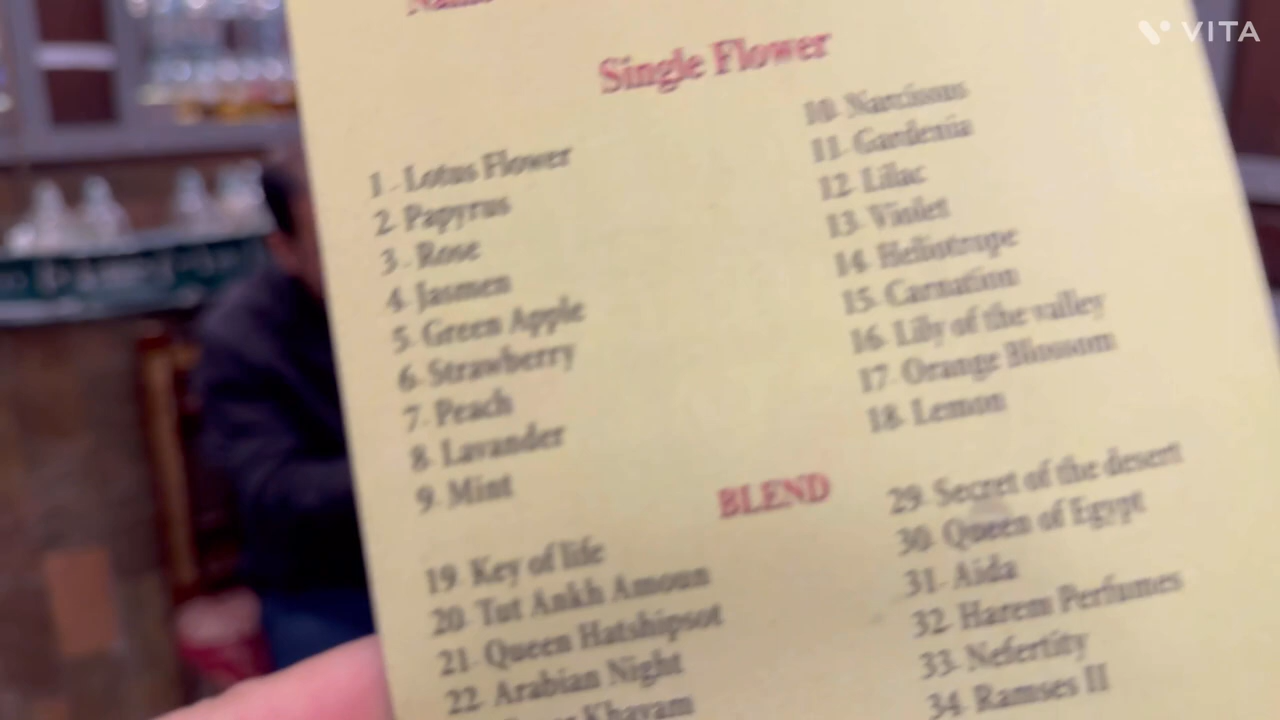 VITA
Single Flower
1 - Lotus Flower
2- Papyrus
3 - Rose
4- Jasmen
5- Green Apple
6- Strawberry
7- Peach
8- Lavander
9- Mint
10- Narcissus
11- Gardenia
12- Lilac
13- Violet
14- Heliotrope
15- Carnation
16- Lily of the valley
17- Orange Blossom
18- Lemon
BLEND
19- Key of life
20- Tut Ankh Amoun
21- Queen Hatshipsot
22- Arabian Night
Khayam
29- Secret of the desert
30- Queen of Egypt
31- Aida
32- Harem Perfumes
33- Nefertity
34- Ramses II